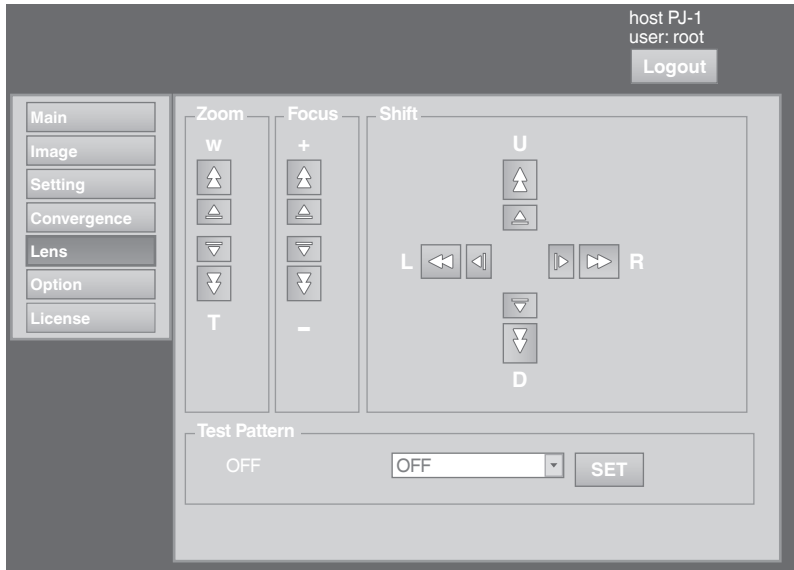 host PJ-1
user: root
Logout
Main
Image
Setting
Convergence
Lens
Option
License
Zoom
W
T
Focus
+
–
Shift
U
L
R
D
Test Pattern
OFF
OFF
SET